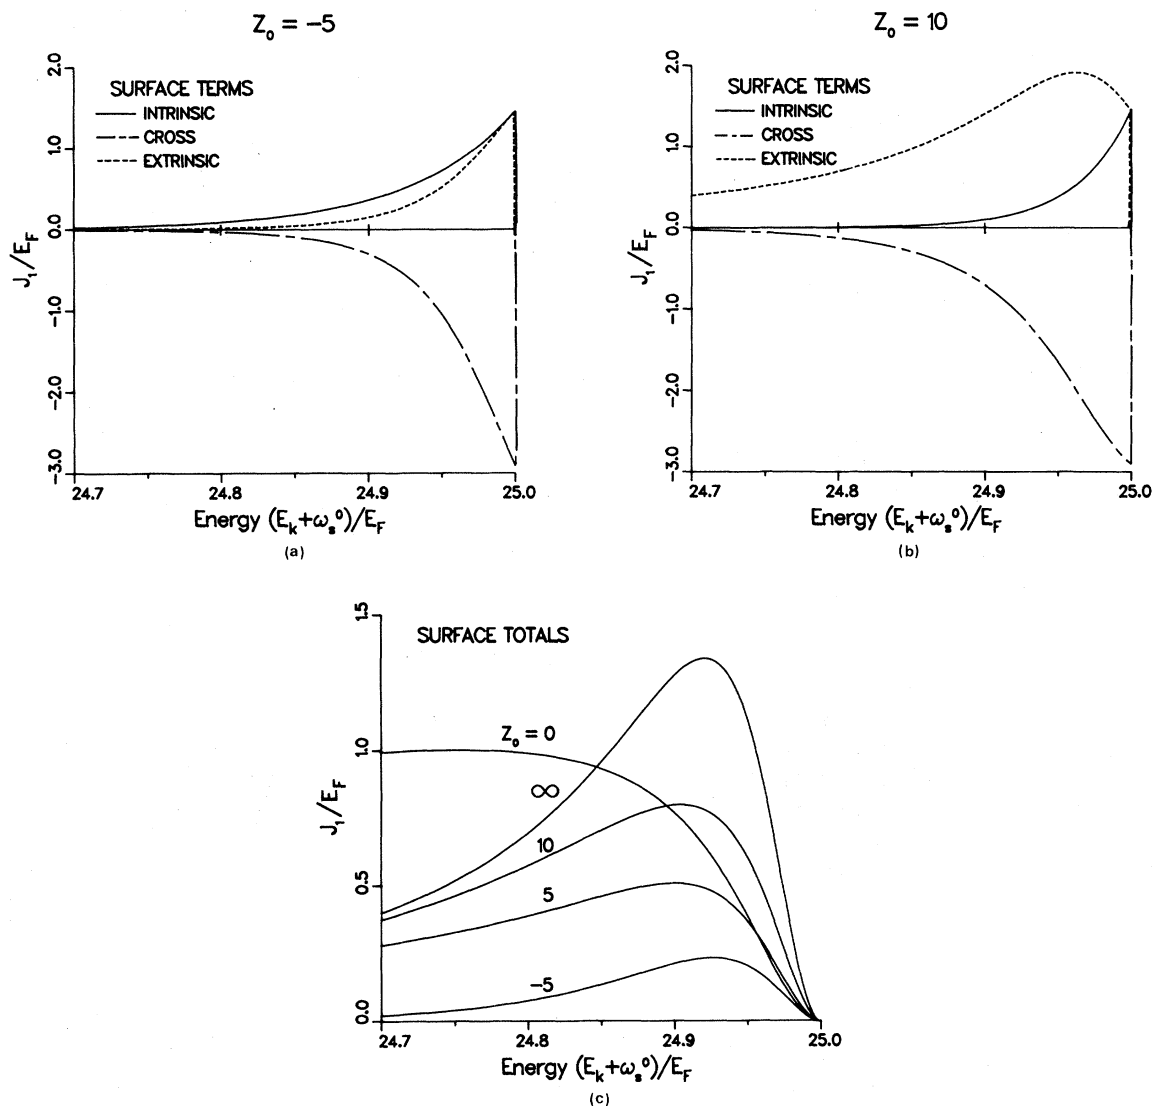 Z₀ = −5
2.0
SURFACE TERMS
INTRINSIC
CROSS
EXTRINSIC
1.0
0.0
−1.0
−2.0
−3.0
J₁/E_F
24.7
24.8
24.9
25.0
Energy (E_k+ω_s⁰)/E_F
(a)
Z₀ = 10
2.0
SURFACE TERMS
INTRINSIC
CROSS
EXTRINSIC
1.0
0.0
−1.0
−2.0
−3.0
J₁/E_F
24.7
24.8
24.9
25.0
Energy (E_k+ω_s⁰)/E_F
(b)
1.5
SURFACE TOTALS
Z₀ = 0
1.0
∞
10
5
0.5
−5
0.0
J₁/E_F
24.7
24.8
24.9
25.0
Energy (E_k+ω_s⁰)/E_F
(c)